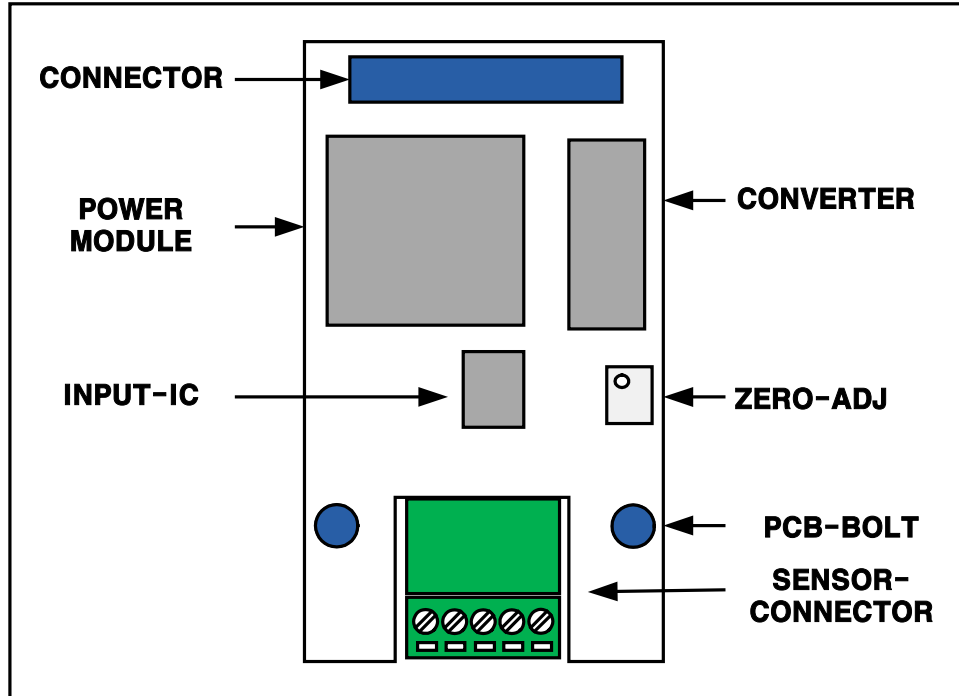 CONNECTOR
POWER
MODULE
CONVERTER
INPUT-IC
ZERO-ADJ
PCB-BOLT
SENSOR-
CONNECTOR